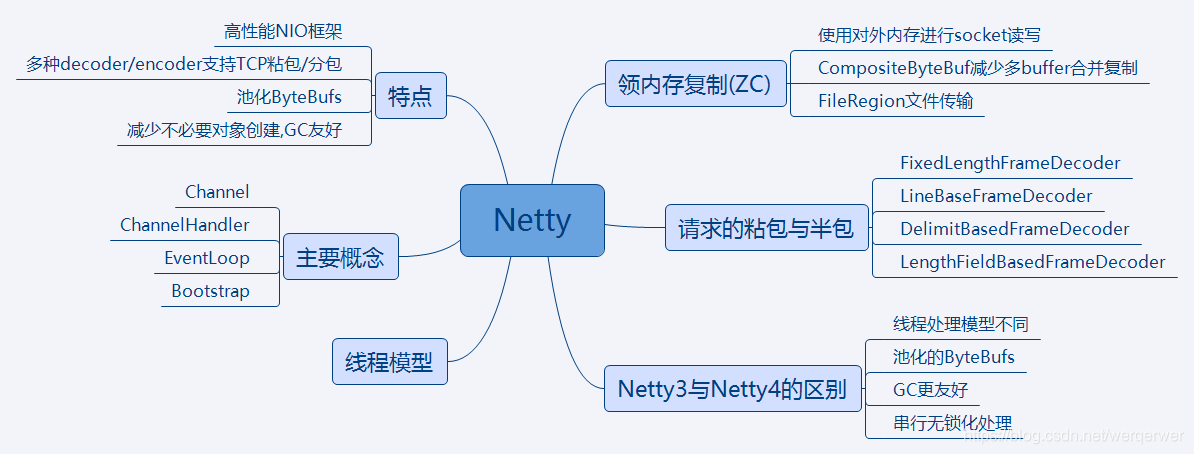 Netty
特点
高性能NIO框架
多种decoder/encoder支持TCP粘包/分包
池化ByteBufs
减少不必要对象创建,GC友好
主要概念
Channel
ChannelHandler
EventLoop
Bootstrap
线程模型
领内存复制(ZC)
使用对外内存进行socket读写
CompositeByteBuf减少多buffer合并复制
FileRegion文件传输
请求的粘包与半包
FixedLengthFrameDecoder
LineBaseFrameDecoder
DelimitBasedFrameDecoder
LengthFieldBasedFrameDecoder
Netty3与Netty4的区别
线程处理模型不同
池化的ByteBufs
GC更友好
串行无锁化处理
https://blog.csdn.net/werqerwer